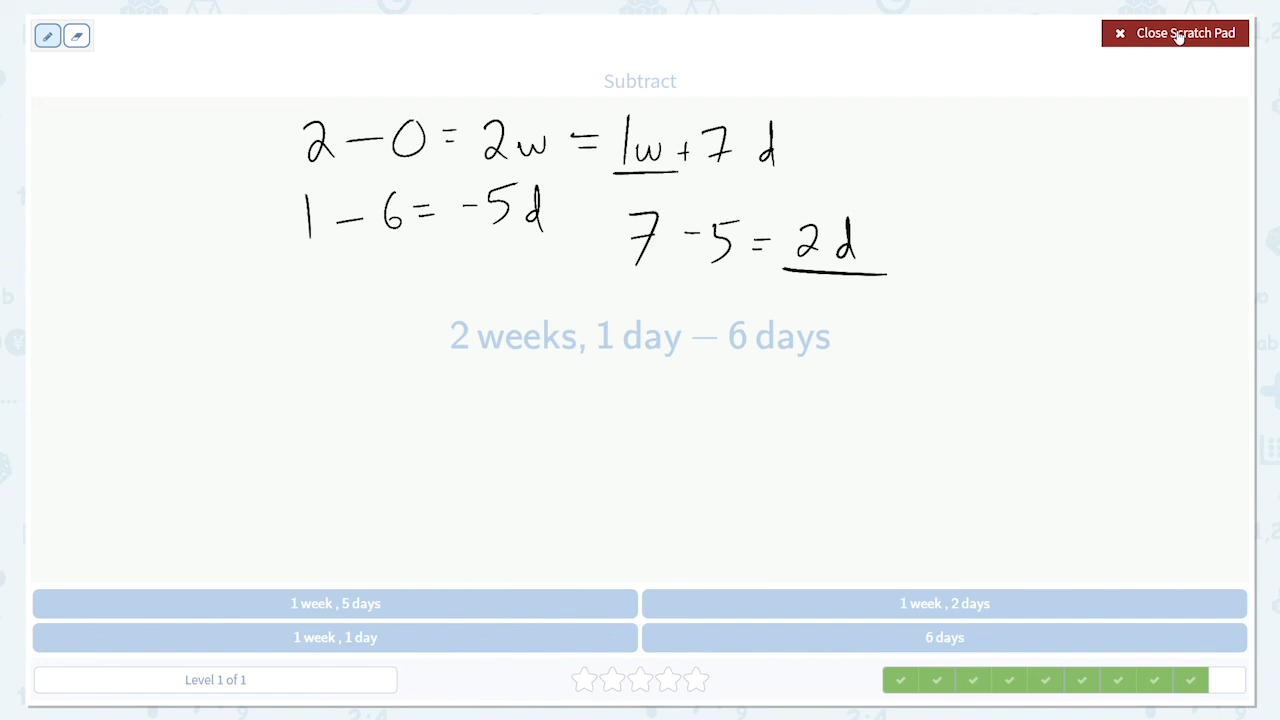 Close Scratch Pad
Subtract
2 − 0 = 2w = 1w + 7 d
1 − 6 = -5d
7 - 5 = 2 d
2 weeks, 1 day − 6 days
1 week , 5 days
1 week , 2 days
1 week , 1 day
6 days
Level 1 of 1